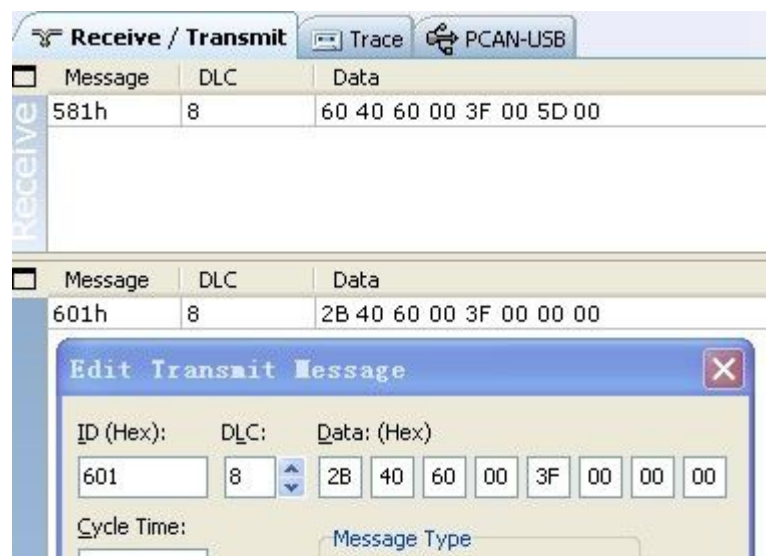 Receive / Transmit Trace PCAN-USB
Message DLC Data
581h 8 60 40 60 00 3F 00 5D 00
Receive
Message DLC Data
601h 8 2B 40 60 00 3F 00 00 00
Edit Transmit Message
ID (Hex): DLC: Data: (Hex)
601 8 2B 40 60 00 3F 00 00 00
Cycle Time:
Message Type